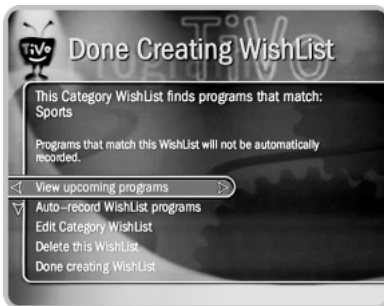 TiVo
Done Creating WishList
This Category WishList finds programs that match:
Sports
Programs that match this WishList will not be automatically
recorded.
View upcoming programs
Auto-record WishList programs
Edit Category WishList
Delete this WishList
Done creating WishList